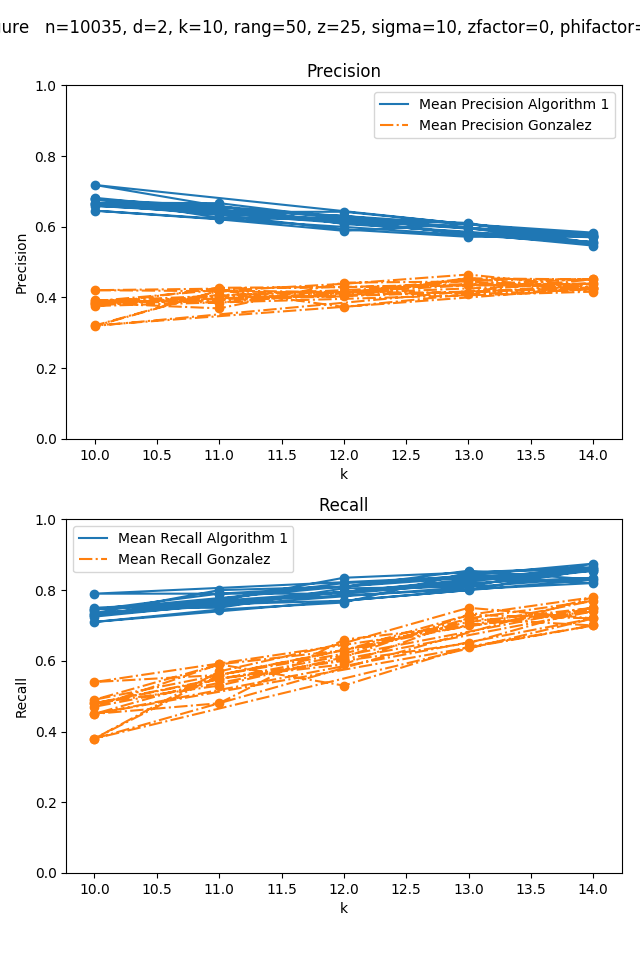 n=10035, d=2, k=10, rang=50, z=25, sigma=10, zfactor=0, phifactor=
Precision
1.0
Mean Precision Algorithm 1
Mean Precision Gonzalez
0.8
0.6
0.4
0.2
0.0
Precision
10.0 10.5 11.0 11.5 12.0 12.5 13.0 13.5 14.0
k
Recall
1.0
Mean Recall Algorithm 1
Mean Recall Gonzalez
0.8
0.6
0.4
0.2
0.0
Recall
10.0 10.5 11.0 11.5 12.0 12.5 13.0 13.5 14.0
k